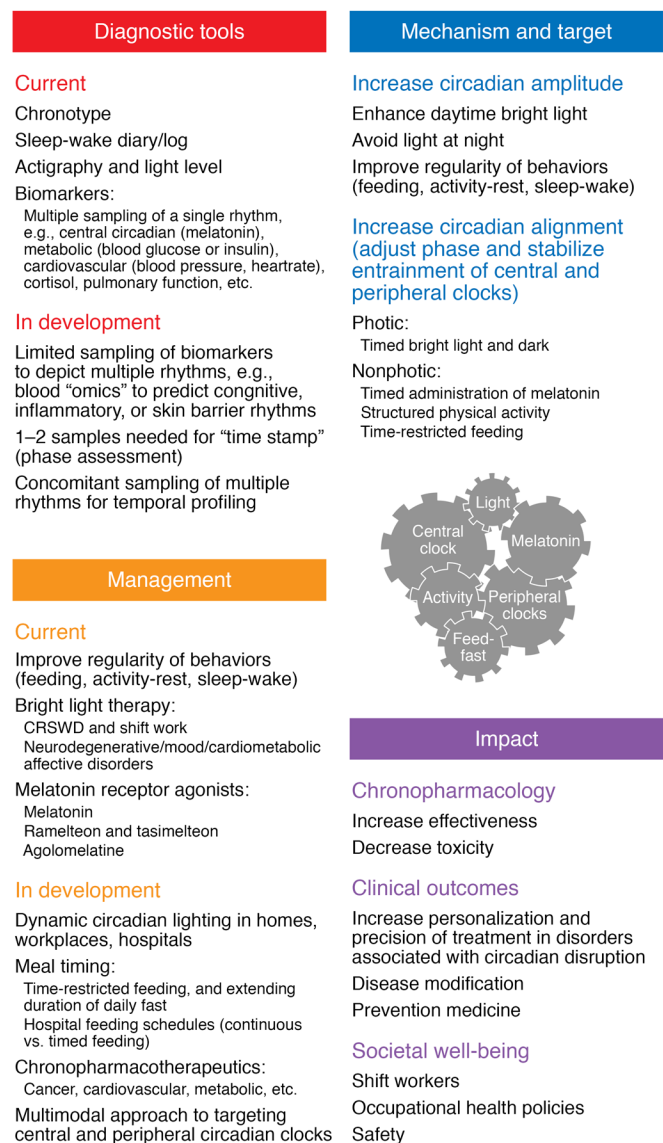 Diagnostic tools
Current
Chronotype
Sleep-wake diary/log
Actigraphy and light level
Biomarkers:
Multiple sampling of a single rhythm,
e.g., central circadian (melatonin),
metabolic (blood glucose or insulin),
cardiovascular (blood pressure, heartrate),
cortisol, pulmonary function, etc.
In development
Limited sampling of biomarkers
to depict multiple rhythms, e.g.,
blood “omics” to predict congnitive,
inflammatory, or skin barrier rhythms
1–2 samples needed for “time stamp”
(phase assessment)
Concomitant sampling of multiple
rhythms for temporal profiling
Management
Current
Improve regularity of behaviors
(feeding, activity-rest, sleep-wake)
Bright light therapy:
CRSWD and shift work
Neurodegenerative/mood/cardiometabolic
affective disorders
Melatonin receptor agonists:
Melatonin
Ramelteon and tasimelteon
Agolomelatine
In development
Dynamic circadian lighting in homes,
workplaces, hospitals
Meal timing:
Time-restricted feeding, and extending
duration of daily fast
Hospital feeding schedules (continuous
vs. timed feeding)
Chronopharmacotherapeutics:
Cancer, cardiovascular, metabolic, etc.
Multimodal approach to targeting
central and peripheral circadian clocks
Mechanism and target
Increase circadian amplitude
Enhance daytime bright light
Avoid light at night
Improve regularity of behaviors
(feeding, activity-rest, sleep-wake)
Increase circadian alignment
(adjust phase and stabilize
entrainment of central and
peripheral clocks)
Photic:
Timed bright light and dark
Nonphotic:
Timed administration of melatonin
Structured physical activity
Time-restricted feeding
Light
Central
clock
Melatonin
Activity
Peripheral
clocks
Feed-
fast
Impact
Chronopharmacology
Increase effectiveness
Decrease toxicity
Clinical outcomes
Increase personalization and
precision of treatment in disorders
associated with circadian disruption
Disease modification
Prevention medicine
Societal well-being
Shift workers
Occupational health policies
Safety